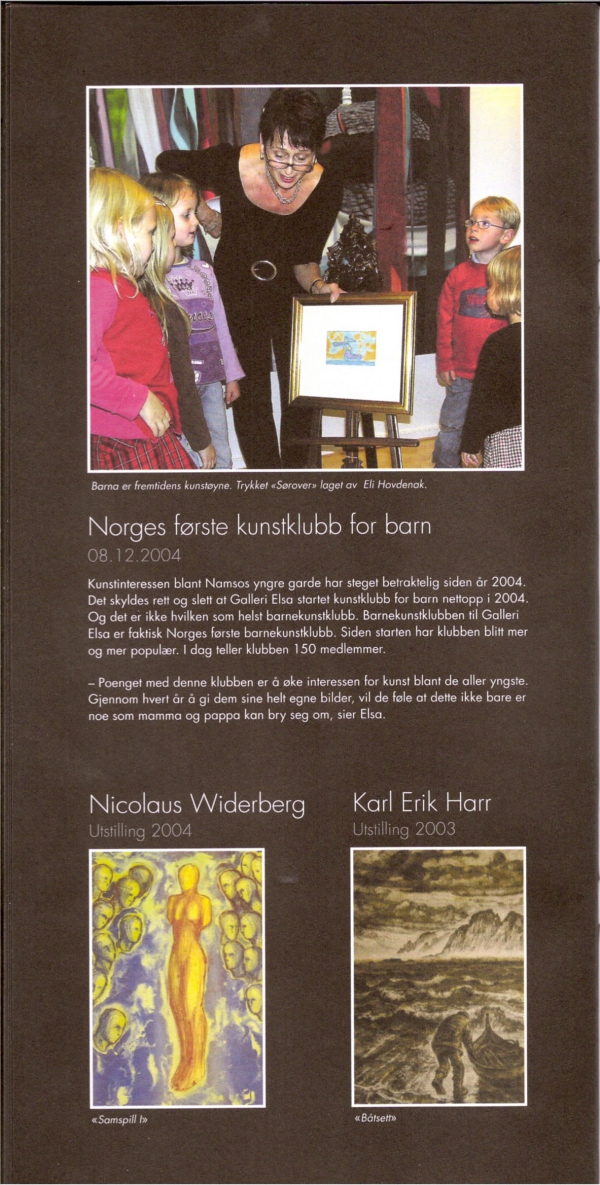 Barna er fremtidens kunstøyne. Trykket «Sørover» laget av Eli Hovdenak.
Norges første kunstklubb for barn
08.12.2004
Kunstinteressen blant Namsos yngre garde har steget betraktelig siden år 2004.
Det skyldes rett og slett at Galleri Elsa startet kunstklubb for barn nettopp i 2004.
Og det er ikke hvilken som helst barnekunstklubb. Barnekunstklubben til Galleri
Elsa er faktisk Norges første barnekunstklubb. Siden starten har klubben blitt mer
og mer populær. I dag teller klubben 150 medlemmer.
– Poenget med denne klubben er å øke interessen for kunst blant de aller yngste.
Gjennom hvert år å gi dem sine helt egne bilder, vil de føle at dette ikke bare er
noe som mamma og pappa kan bry seg om, sier Elsa.
Nicolaus Widerberg
Utstilling 2004
«Samspill I»
Karl Erik Harr
Utstilling 2003
«Båtsett»